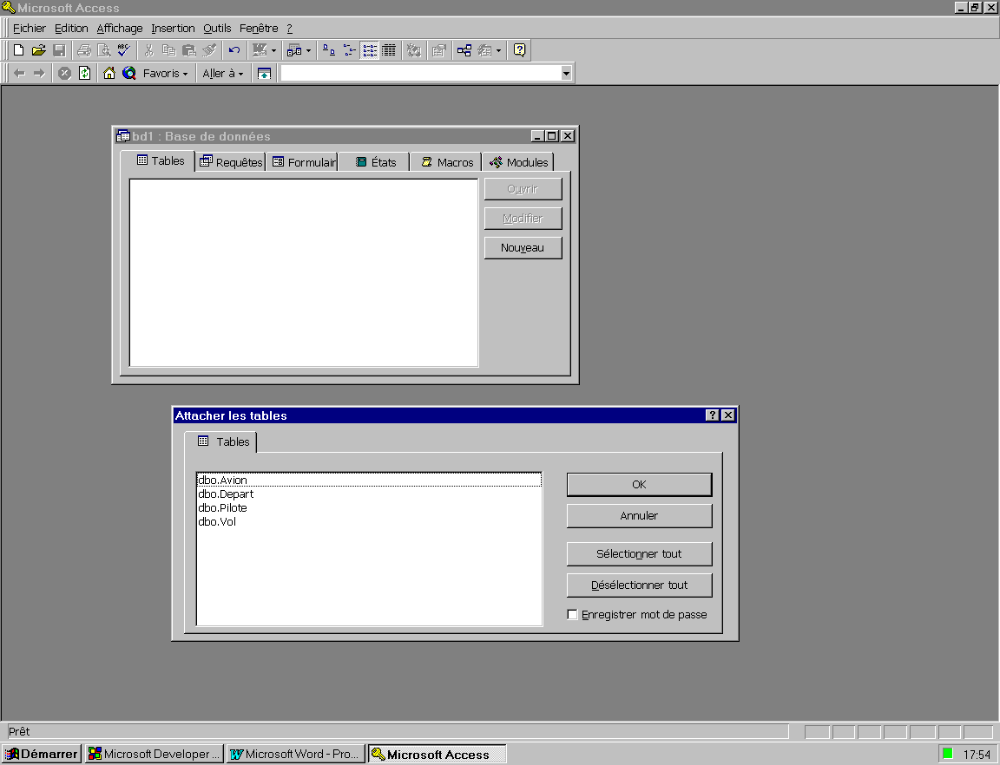 Microsoft Access
Fichier Edition Affichage Insertion Outils Fenêtre ?
Favoris Aller à
bd1 : Base de données
Tables Requêtes Formulair États Macros Modules
Ouvrir
Modifier
Nouveau
Attacher les tables
Tables
dbo.Avion
dbo.Depart
dbo.Pilote
dbo.Vol
OK
Annuler
Sélectionner tout
Désélectionner tout
Enregistrer mot de passe
Prêt
Démarrer Microsoft Developer ... Microsoft Word - Pro... Microsoft Access 17:54